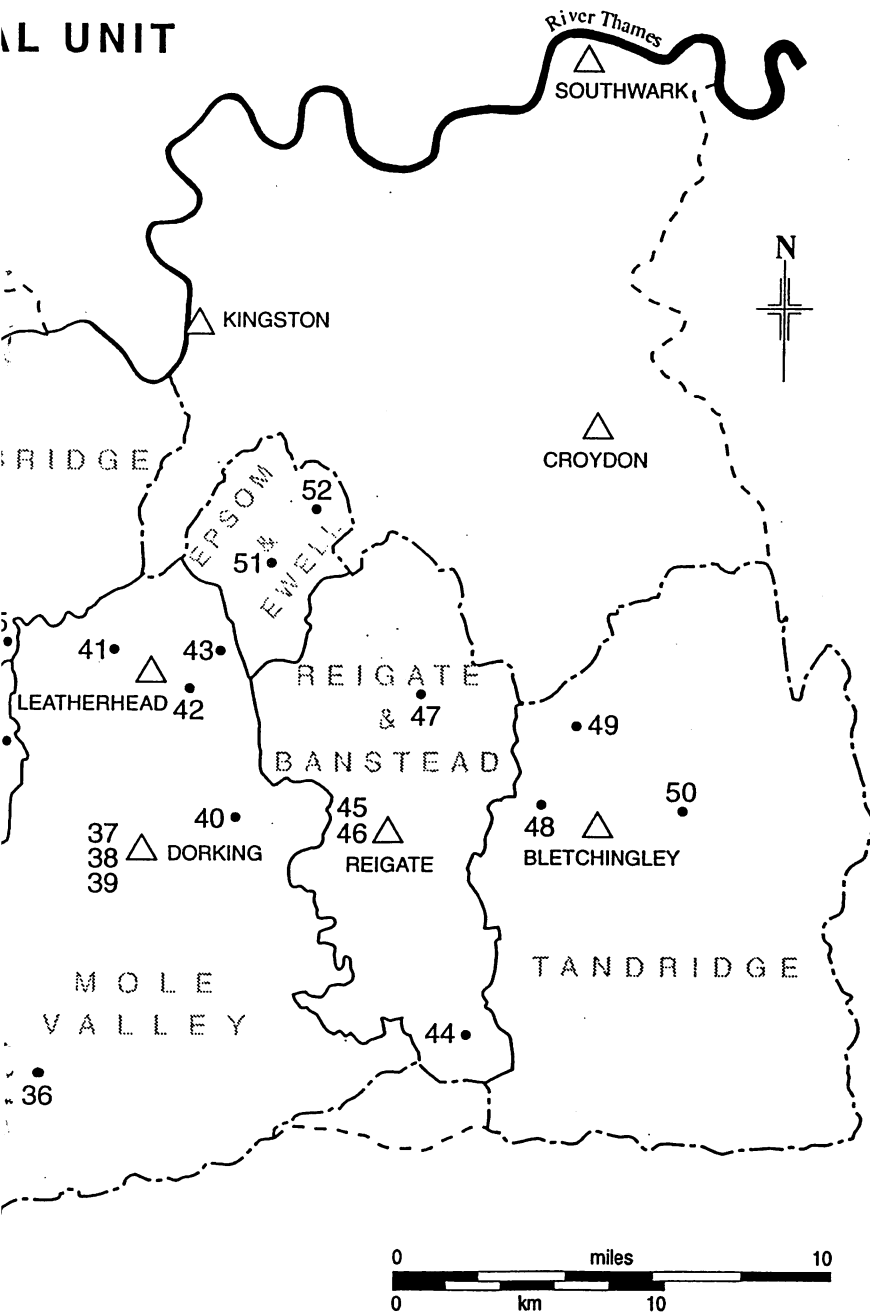 AL UNIT
River Thames
SOUTHWARK
N
KINGSTON
RIDGE
CROYDON
EPSOM
&
EWELL
52
51
5
41
43
LEATHERHEAD
42
REIGATE
&
BANSTEAD
47
49
40
45
46
REIGATE
48
50
BLETCHINGLEY
37
38
39
DORKING
MOLE
VALLEY
TANDRIDGE
44
36
0 miles 10
0 km 10